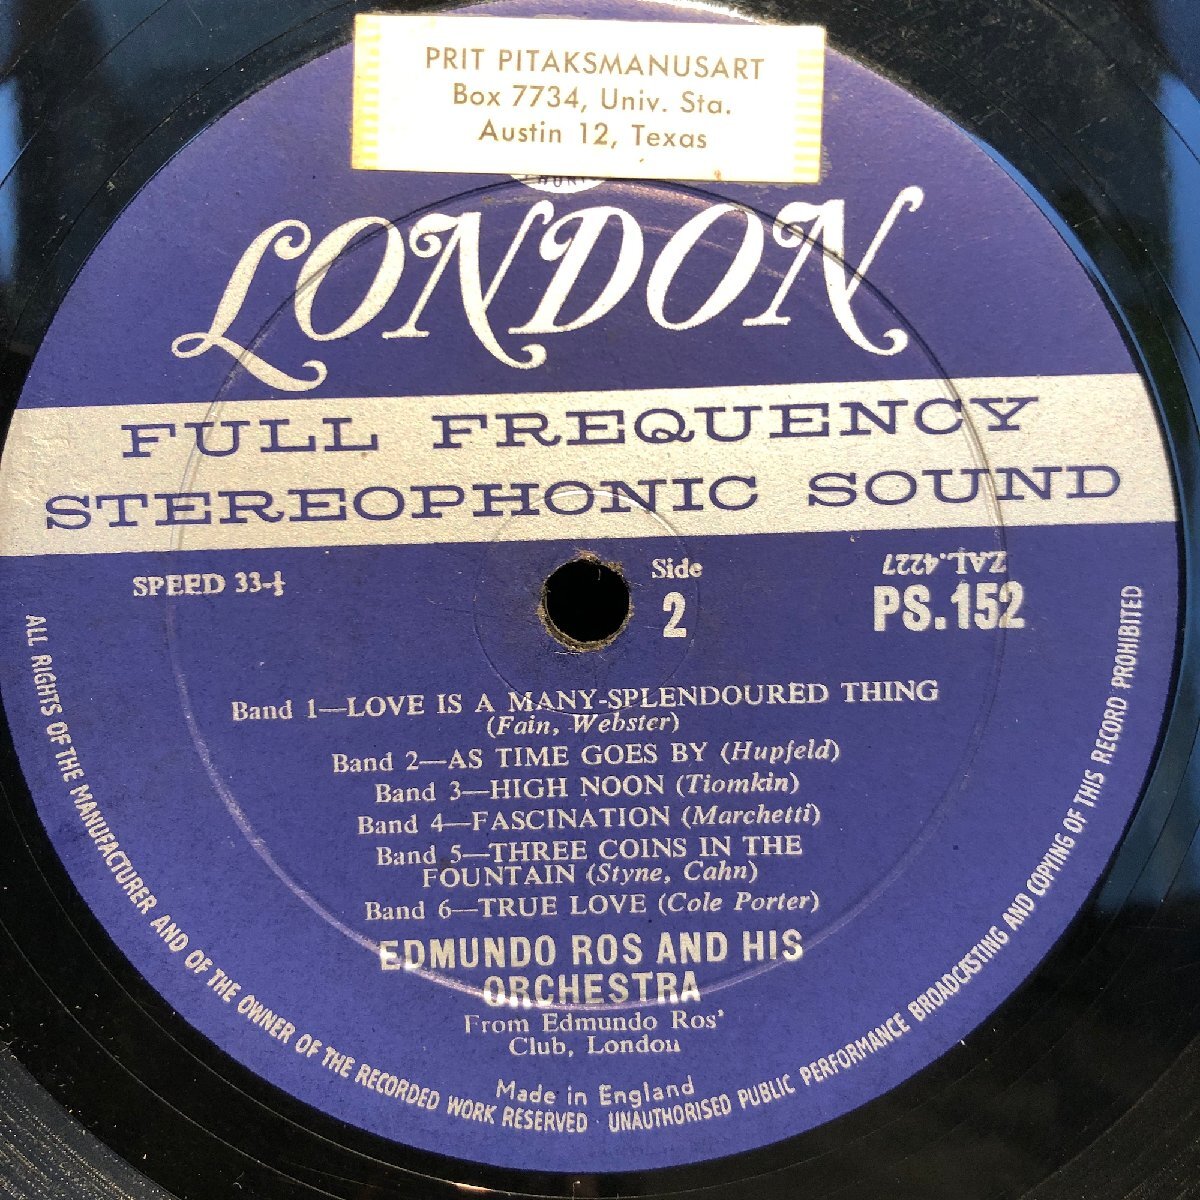 PRIT PITAKSMANUSART
Box 7734, Univ. Sta.
Austin 12, Texas
LONDON
FULL FREQUENCY
STEREOPHONIC SOUND
SPEED 33-⅓
Side
2
ZAL.4227
PS.152
Band 1—LOVE IS A MANY-SPLENDOURED THING
(Fain, Webster)
Band 2—AS TIME GOES BY (Hupfeld)
Band 3—HIGH NOON (Tiomkin)
Band 4—FASCINATION (Marchetti)
Band 5—THREE COINS IN THE
FOUNTAIN (Styne, Cahn)
Band 6—TRUE LOVE (Cole Porter)
EDMUNDO ROS AND HIS
ORCHESTRA
From Edmundo Ros'
Club, London
Made in England
ALL RIGHTS OF THE MANUFACTURER AND OF THE OWNER OF THE RECORDED WORK RESERVED · UNAUTHORISED PUBLIC PERFORMANCE BROADCASTING AND COPYING OF THIS RECORD PROHIBITED